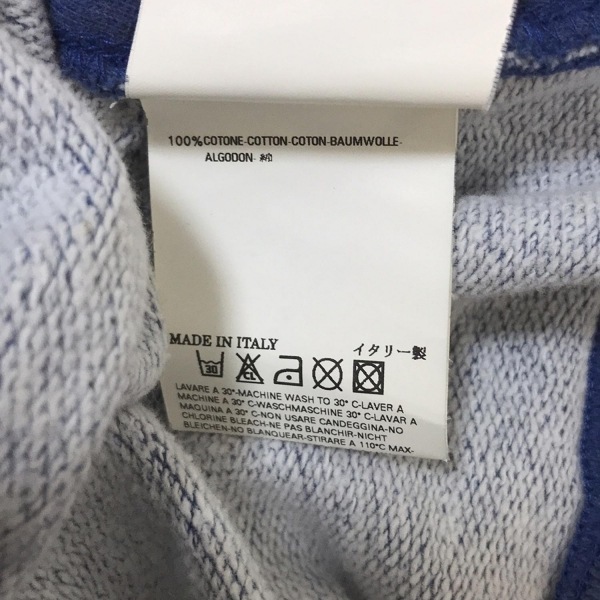 100%COTONE-COTTON-COTON-BAUMWOLLE-
ALGODON- 綿
MADE IN ITALY イタリー製
30 CL
LAVARE A 30°-MACHINE WASH TO 30° C-LAVER A
MACHINE A 30° C-WASCHMASCHINE 30° C-LAVAR A
MAQUINA A 30°C-NON USARE CANDEGGINA-NO
CHLORINE BLEACH-NE PAS BLANCHIR-NICHT
BLEICHEN-NO BLANQUEAR-STIRARE A 110°C MAX-